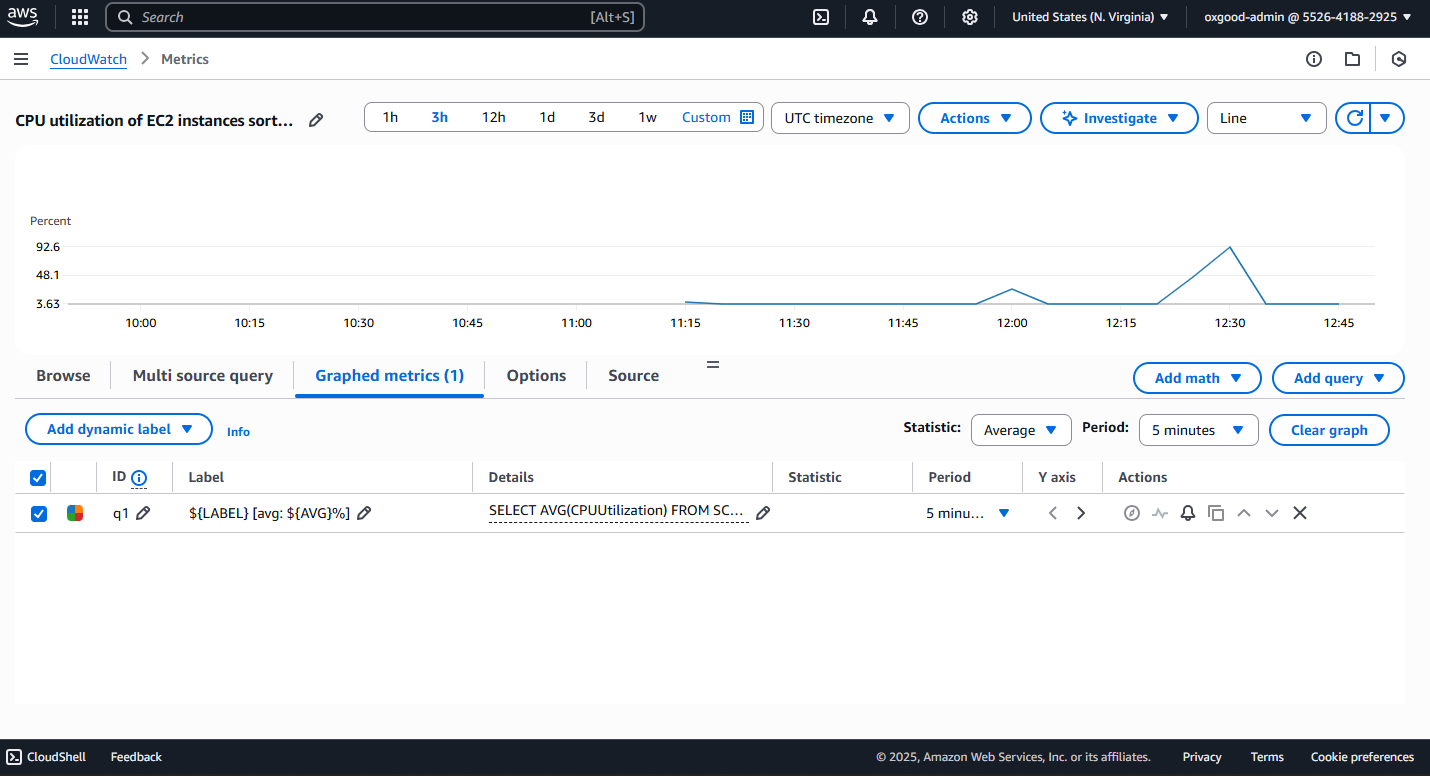 aws Search [Alt+S] United States (N. Virginia) oxgood-admin @ 5526-4188-2925
CloudWatch Metrics
CPU utilization of EC2 instances sort... 1h 3h 12h 1d 3d 1w Custom UTC timezone Actions Investigate Line
Percent
92.6
48.1
3.63
10:00 10:15 10:30 10:45 11:00 11:15 11:30 11:45 12:00 12:15 12:30 12:45
Browse Multi source query Graphed metrics (1) Options Source Add math Add query
Add dynamic label Info Statistic: Average Period: 5 minutes Clear graph
ID Label Details Statistic Period Y axis Actions
q1 ${LABEL} [avg: ${AVG}%] SELECT AVG(CPUUtilization) FROM SC... 5 minu...
CloudShell Feedback © 2025, Amazon Web Services, Inc. or its affiliates. Privacy Terms Cookie preferences